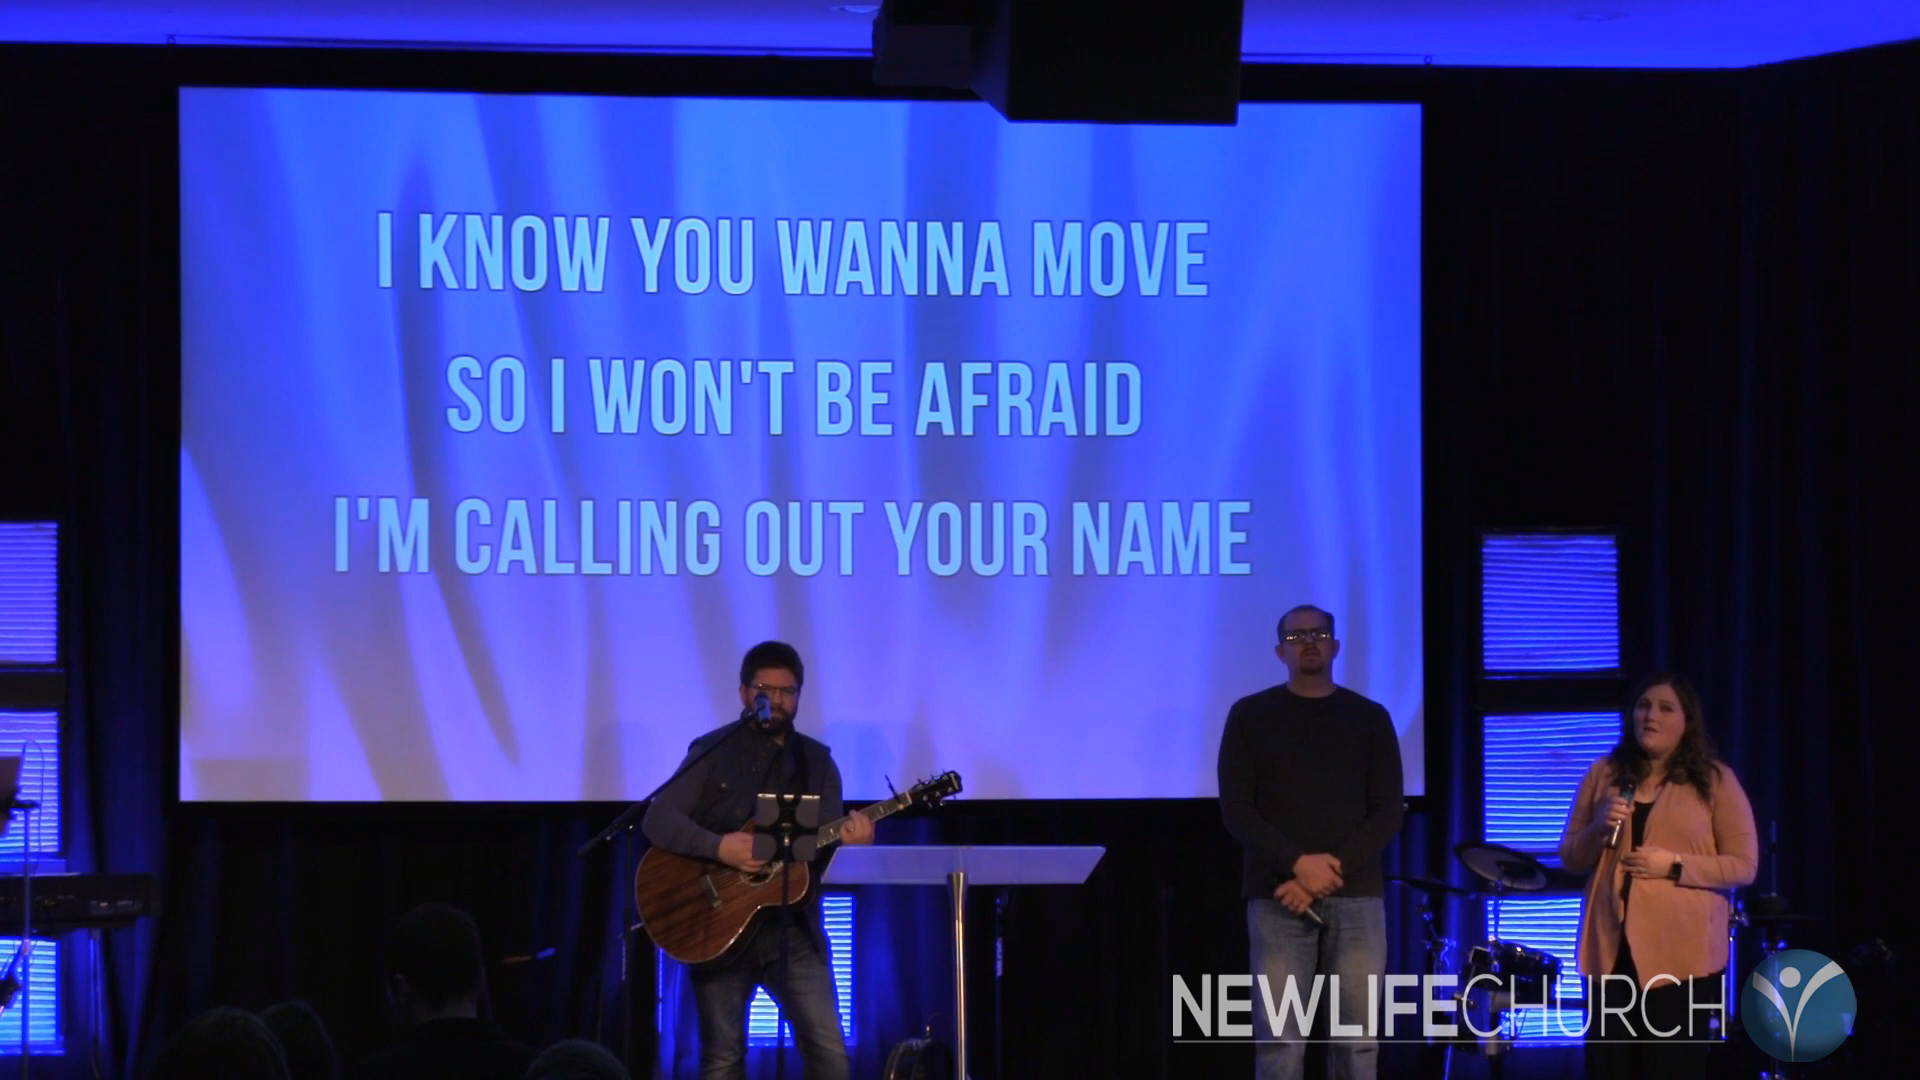 I KNOW YOU WANNA MOVE
SO I WON'T BE AFRAID
I'M CALLING OUT YOUR NAME
NEWLIFECHURCH